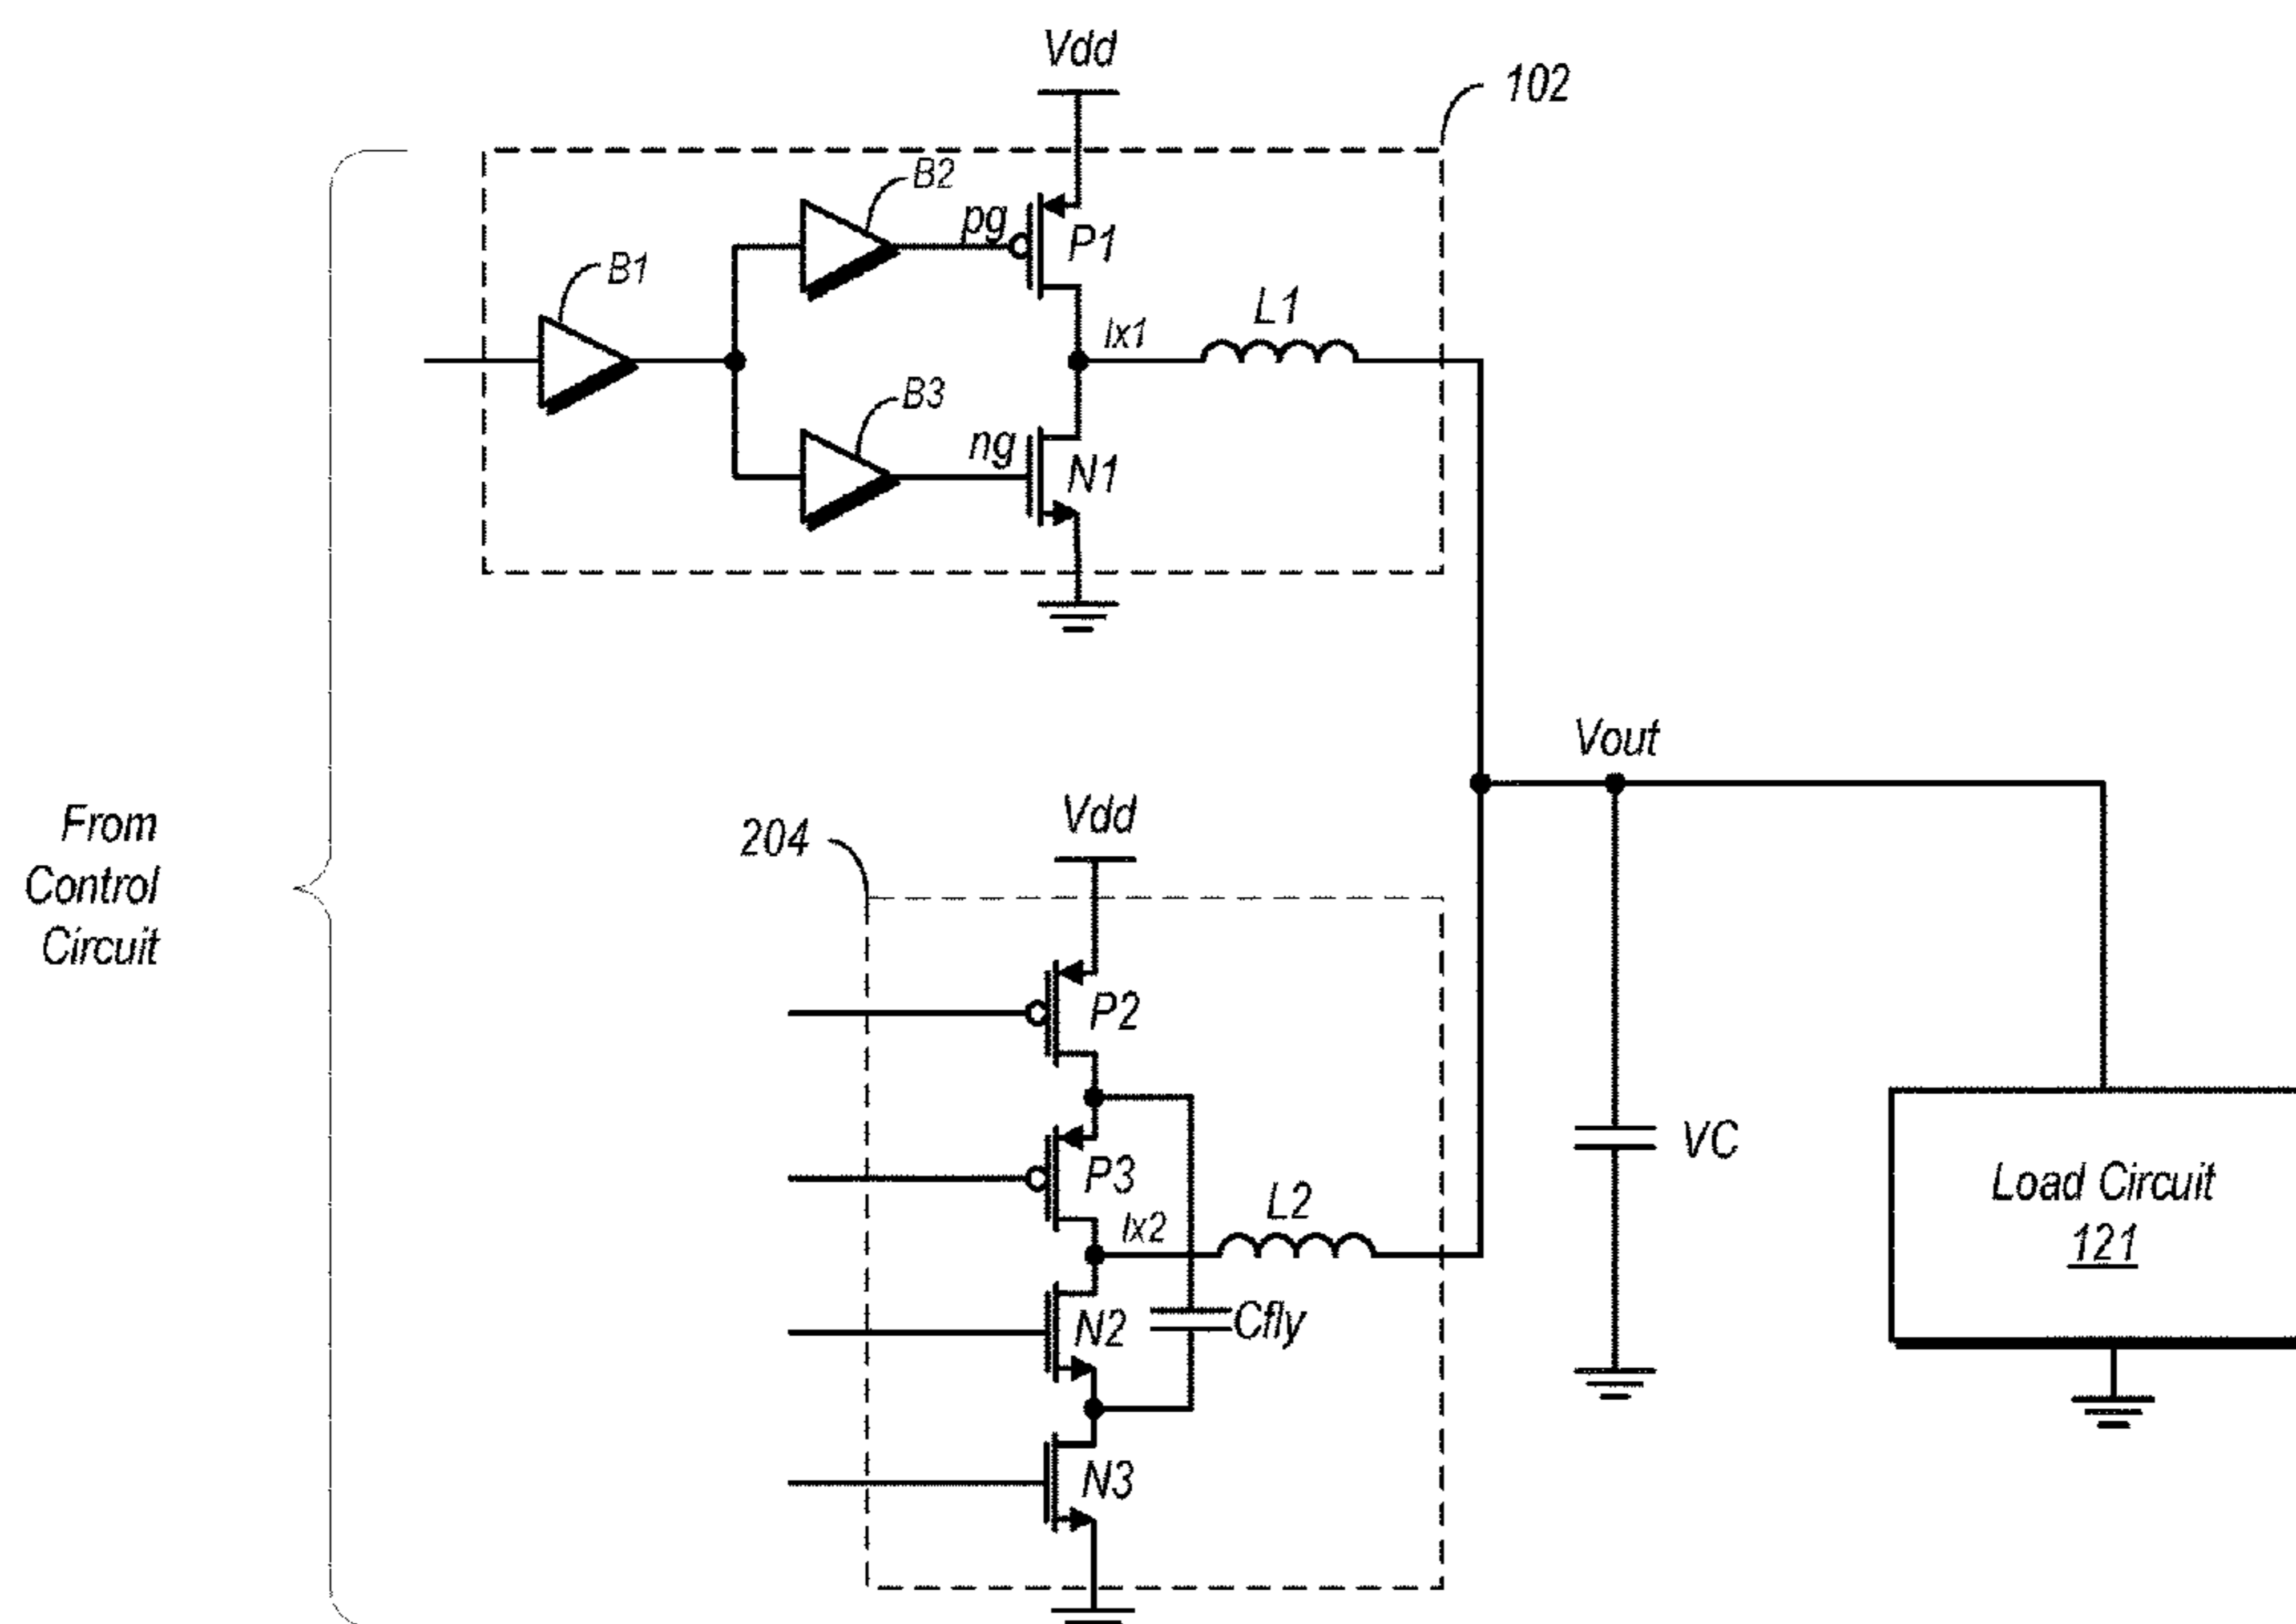 Vdd
102
B2
pg
P1
B1
lx1
L1
B3
ng
N1
Vout
Vdd
204
From
Control
Circuit
P2
P3
VC
L2
lx2
Load Circuit
121
N2
Cfly
N3